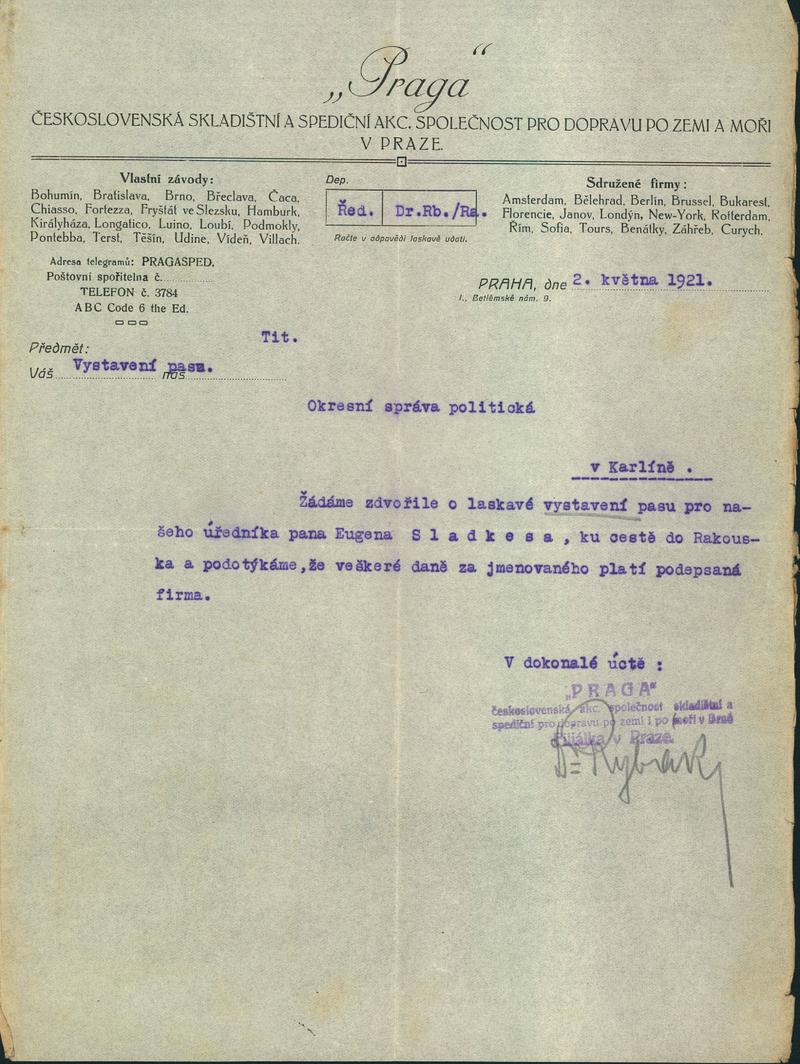 „Praga“
ČESKOSLOVENSKÁ SKLADIŠTNÍ A SPEDIČNÍ AKC. SPOLEČNOST PRO DOPRAVU PO ZEMI A MOŘI
V PRAZE.
Vlastní závody:
Bohumín, Bratislava, Brno, Břeclava, Čaca,
Chiasso, Fortezza, Fryštát ve Slezsku, Hamburk,
Királyháza, Longatico, Luino, Loubí, Podmokly,
Pontebba, Terst, Těšín, Udine, Vídeň, Villach.
Adresa telegramů: PRAGASPED.
Poštovní spořitelna č.
TELEFON č. 3784
ABC Code 6 the Ed.
Dep.
Řed. Dr.Rb./Ra.
Račte v odpovědi laskavě udati.
Sdružené firmy:
Amsterdam, Bělehrad, Berlín, Brussel, Bukarest,
Florencie, Janov, Londýn, New-York, Rotterdam,
Řím, Sofia, Tours, Benátky, Záhřeb, Curych.
PRAHA, dne 2. května 1921.
I., Betlémské nám. 9.
Tit.
Předmět:
Váš Vystavení pasu. náš
Okresní správa politická
v Karlíně .
Žádáme zdvořile o laskavé vystavení pasu pro na-
šeho úředníka pana Eugena S l a d k e s a , ku cestě do Rakous-
ka a podotýkáme,že veškeré daně za jmenovaného platí podepsaná
firma.
V dokonalé úctě :
„PRAGA“
československá akc. společnost skladištní a
spediční pro dopravu po zemi i po moři v Brně
filiálka v Praze